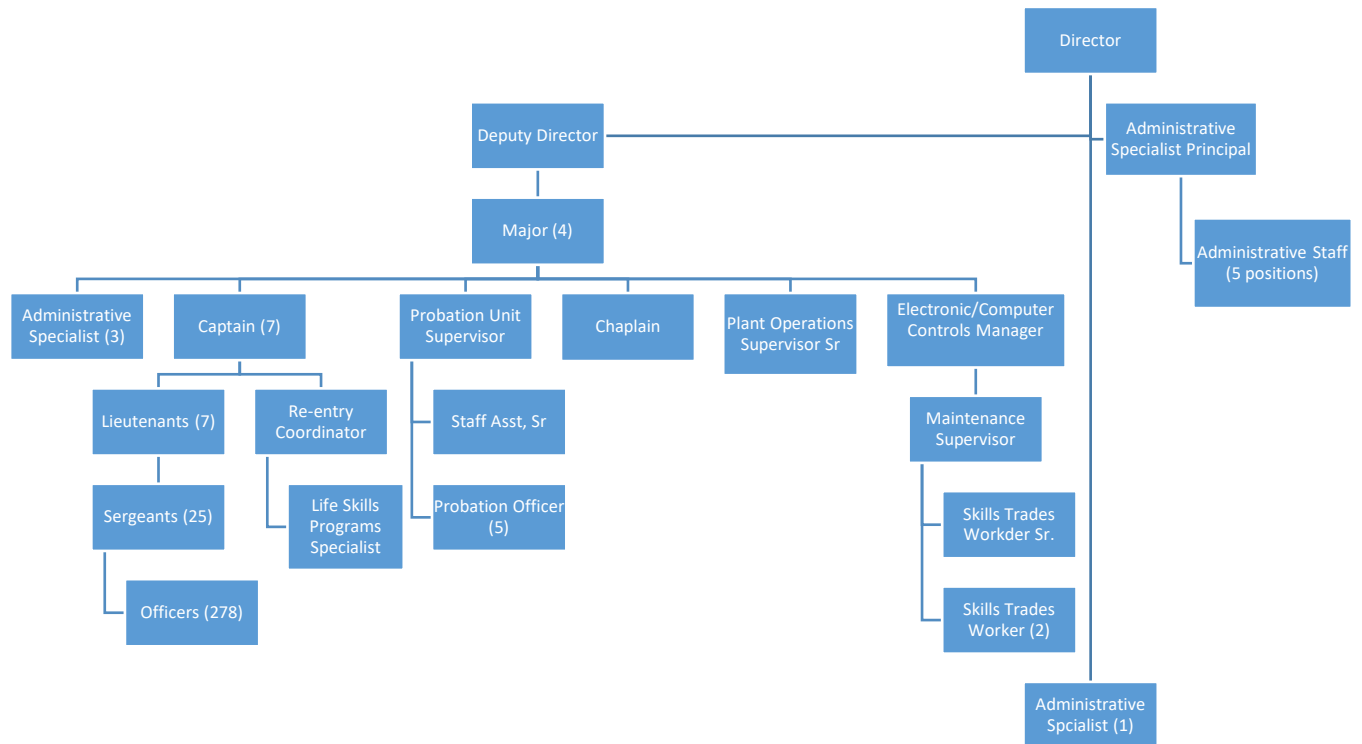 Director
Deputy Director
Administrative
Specialist Principal
Major (4)
Administrative Staff
(5 positions)
Administrative
Specialist (3)
Captain (7)
Probation Unit
Supervisor
Chaplain
Plant Operations
Supervisor Sr
Electronic/Computer
Controls Manager
Lieutenants (7)
Re-entry
Coordinator
Staff Asst, Sr
Maintenance
Supervisor
Sergeants (25)
Life Skills
Programs
Specialist
Probation Officer
(5)
Skills Trades
Workder Sr.
Officers (278)
Skills Trades
Worker (2)
Administrative
Spcialist (1)